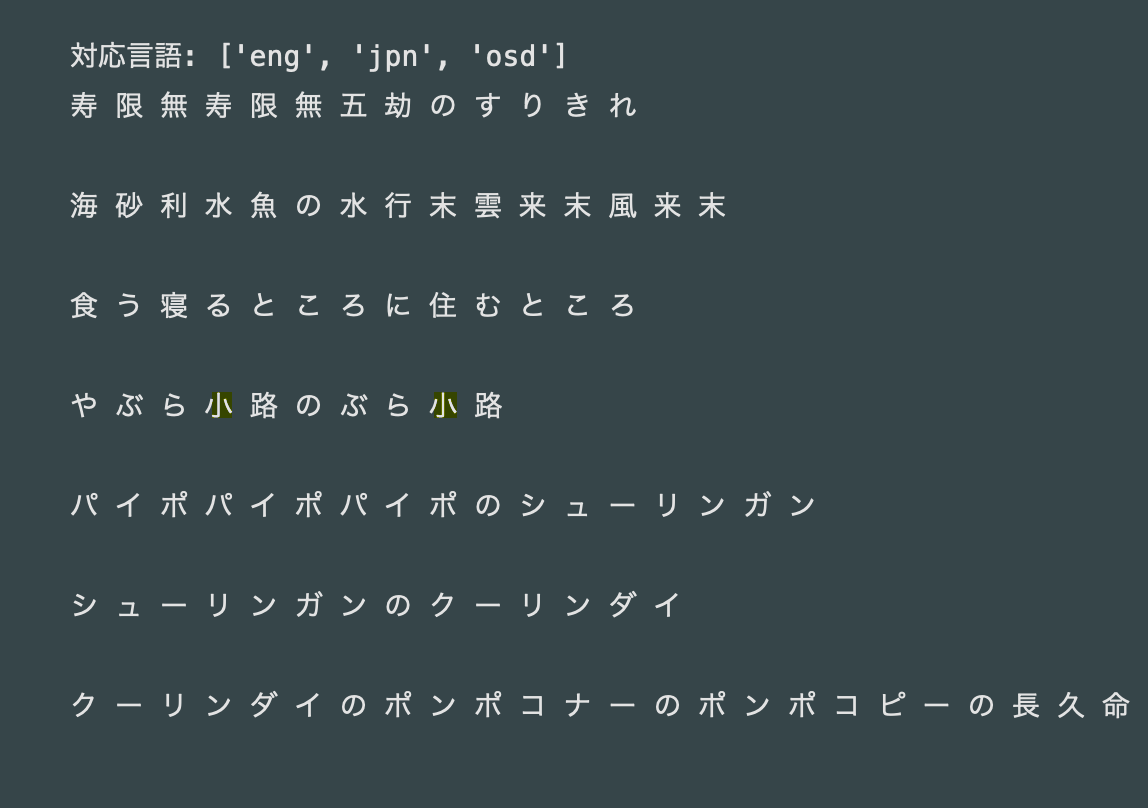 対応言語: ['eng', 'jpn', 'osd']
寿 限 無 寿 限 無 五 劫 の す り き れ
海 砂 利 水 魚 の 水 行 末 雲 来 末 風 来 末
食 う 寝 る と こ ろ に 住 む と こ ろ
や ぶ ら 小 路 の ぶ ら 小 路
パ イ ポ パ イ ポ パ イ ポ の シ ュ ー リ ン ガ ン
シ ュ ー リ ン ガ ン の ク ー リ ン ダ イ
ク ー リ ン ダ イ の ポ ン ポ コ ナ ー の ポ ン ポ コ ピ ー の 長 久 命